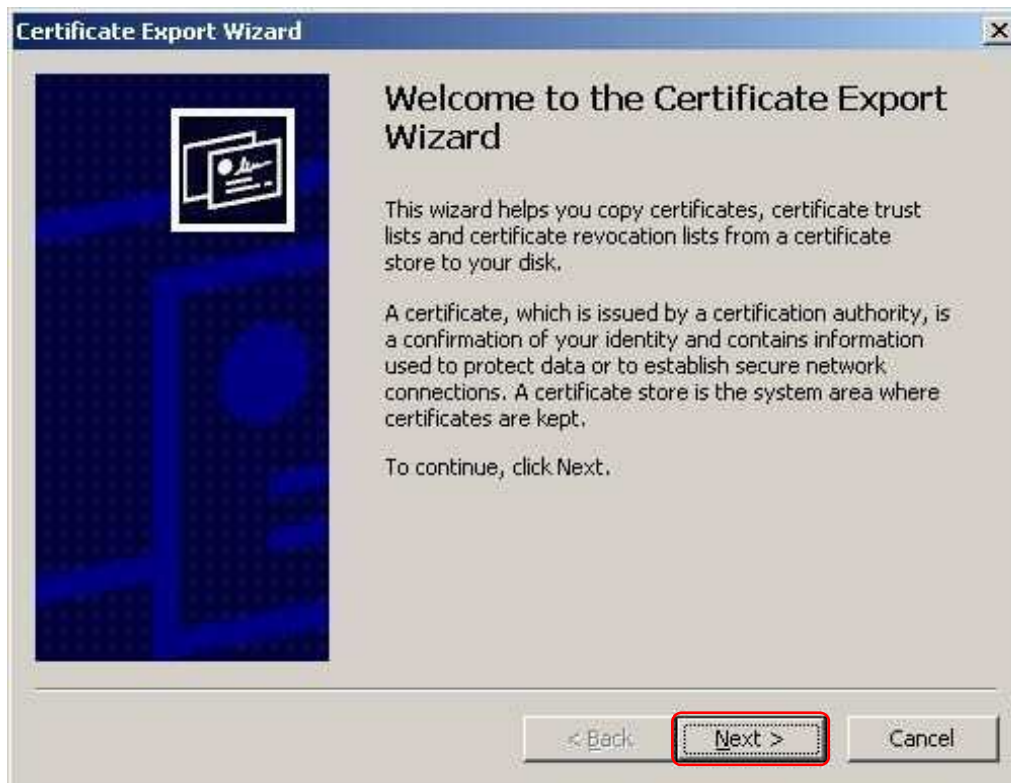 Certificate Export Wizard
Welcome to the Certificate Export
Wizard
This wizard helps you copy certificates, certificate trust
lists and certificate revocation lists from a certificate
store to your disk.
A certificate, which is issued by a certification authority, is
a confirmation of your identity and contains information
used to protect data or to establish secure network
connections. A certificate store is the system area where
certificates are kept.
To continue, click Next.
< Back
Next >
Cancel